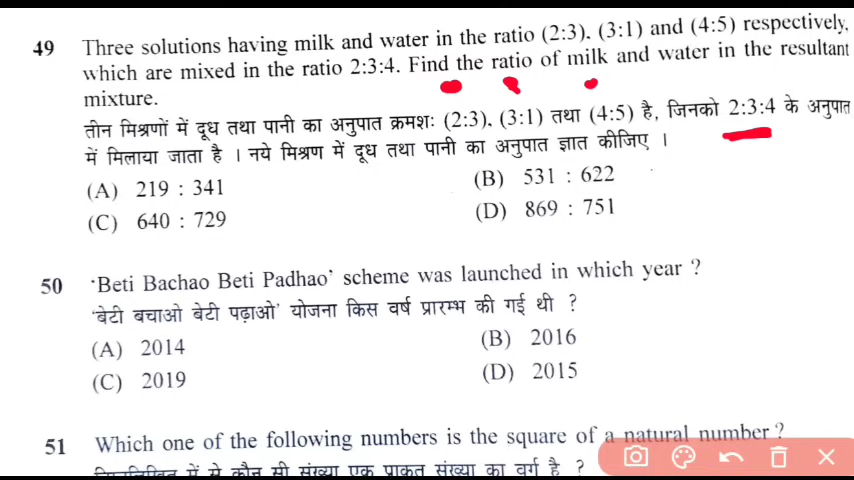 49 Three solutions having milk and water in the ratio (2:3), (3:1) and (4:5) respectively,
which are mixed in the ratio 2:3:4. Find the ratio of milk and water in the resultant
mixture.
तीन मिश्रणों में दूध तथा पानी का अनुपात क्रमशः (2:3), (3:1) तथा (4:5) है, जिनको 2:3:4 के अनुपात
में मिलाया जाता है । नये मिश्रण में दूध तथा पानी का अनुपात ज्ञात कीजिए ।
(A) 219 : 341 (B) 531 : 622
(C) 640 : 729 (D) 869 : 751
50 'Beti Bachao Beti Padhao' scheme was launched in which year ?
'बेटी बचाओ बेटी पढ़ाओ' योजना किस वर्ष प्रारम्भ की गई थी ?
(A) 2014 (B) 2016
(C) 2019 (D) 2015
51 Which one of the following numbers is the square of a natural number ?
निम्नलिखित में से कौन सी संख्या एक प्राकृत संख्या का वर्ग है ?